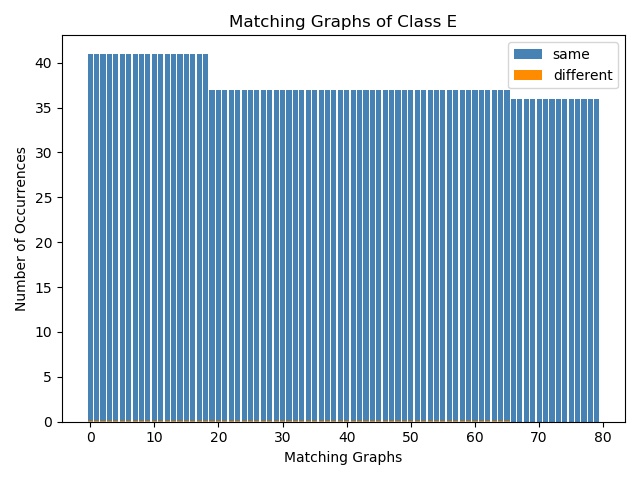 Matching Graphs of Class E
same
different
Number of Occurrences
40
35
30
25
20
15
10
5
0
0 10 20 30 40 50 60 70 80
Matching Graphs